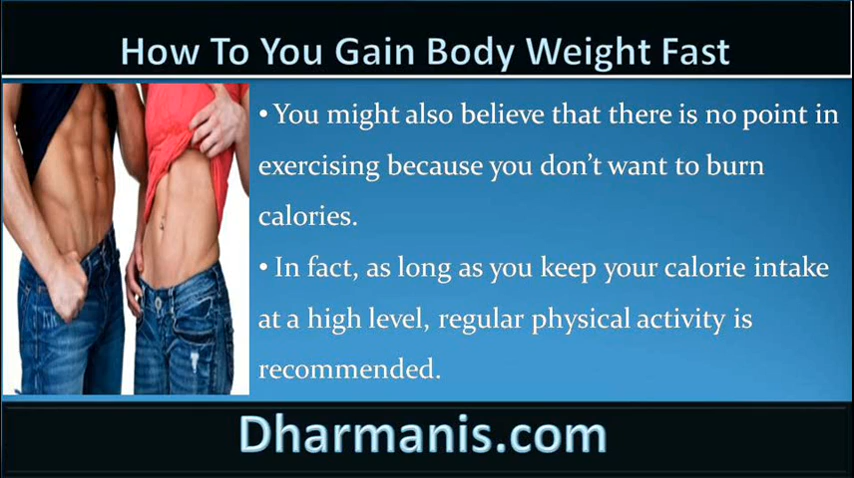 How To You Gain Body Weight Fast
• You might also believe that there is no point in
exercising because you don’t want to burn
calories.
• In fact, as long as you keep your calorie intake
at a high level, regular physical activity is
recommended.
Dharmanis.com